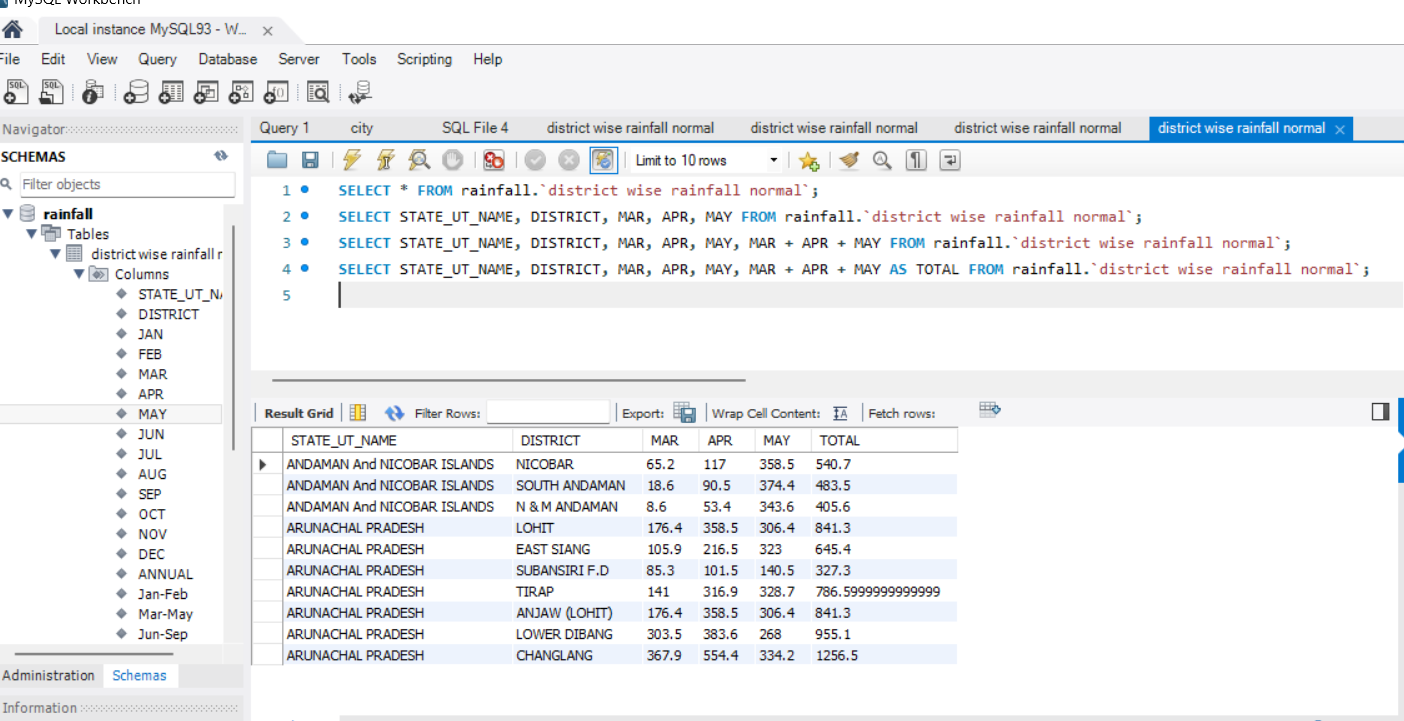 MySQL Workbench
Local instance MySQL93 - W...
File Edit View Query Database Server Tools Scripting Help
Navigator
SCHEMAS
Filter objects
rainfall
Tables
district wise rainfall r
Columns
STATE_UT_NA
DISTRICT
JAN
FEB
MAR
APR
MAY
JUN
JUL
AUG
SEP
OCT
NOV
DEC
ANNUAL
Jan-Feb
Mar-May
Jun-Sep
Administration Schemas
Information
Query 1 city SQL File 4 district wise rainfall normal district wise rainfall normal district wise rainfall normal district wise rainfall normal
Limit to 10 rows
1 SELECT * FROM rainfall.`district wise rainfall normal`;
2 SELECT STATE_UT_NAME, DISTRICT, MAR, APR, MAY FROM rainfall.`district wise rainfall normal`;
3 SELECT STATE_UT_NAME, DISTRICT, MAR, APR, MAY, MAR + APR + MAY FROM rainfall.`district wise rainfall normal`;
4 SELECT STATE_UT_NAME, DISTRICT, MAR, APR, MAY, MAR + APR + MAY AS TOTAL FROM rainfall.`district wise rainfall normal`;
5
Result Grid Filter Rows: Export: Wrap Cell Content: Fetch rows:
STATE_UT_NAME DISTRICT MAR APR MAY TOTAL
ANDAMAN And NICOBAR ISLANDS NICOBAR 65.2 117 358.5 540.7
ANDAMAN And NICOBAR ISLANDS SOUTH ANDAMAN 18.6 90.5 374.4 483.5
ANDAMAN And NICOBAR ISLANDS N & M ANDAMAN 8.6 53.4 343.6 405.6
ARUNACHAL PRADESH LOHIT 176.4 358.5 306.4 841.3
ARUNACHAL PRADESH EAST SIANG 105.9 216.5 323 645.4
ARUNACHAL PRADESH SUBANSIRI F.D 85.3 101.5 140.5 327.3
ARUNACHAL PRADESH TIRAP 141 316.9 328.7 786.5999999999999
ARUNACHAL PRADESH ANJAW (LOHIT) 176.4 358.5 306.4 841.3
ARUNACHAL PRADESH LOWER DIBANG 303.5 383.6 268 955.1
ARUNACHAL PRADESH CHANGLANG 367.9 554.4 334.2 1256.5